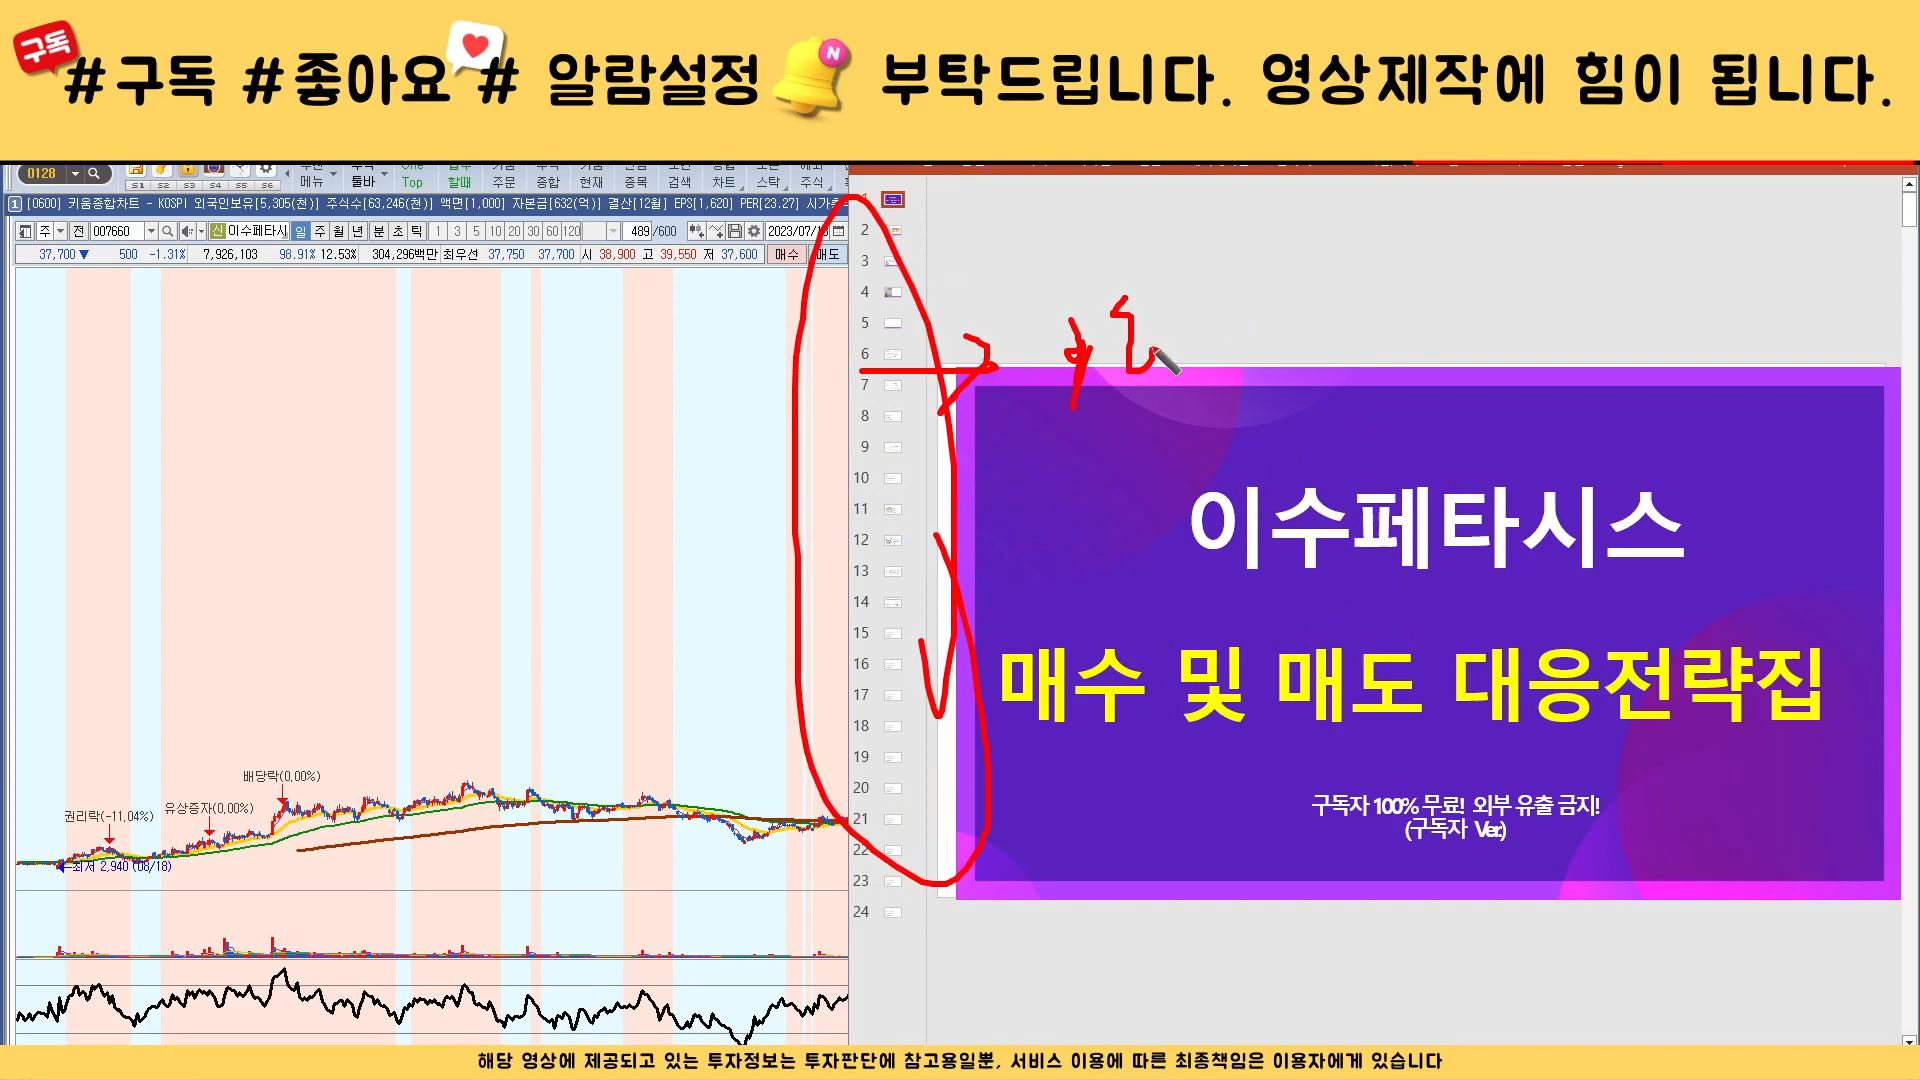 구독
#구독 #좋아요 # 알람설정 N 부탁드립니다. 영상제작에 힘이 됩니다.
0128
S1 S2 S3 S4 S5 S6
메뉴 툴바 Top 할때 주문 종합 현재 종목 검색 차트 스탁 주식
1 [0600] 키움종합차트 - KOSPI 외국인보유[5,305(천)] 주식수[63,246(천)] 액면[1,000] 자본금[632(억)] 결산[12월] EPS[1,620] PER[23.27]
주 전 007660 신 이수페타시 일 주 월 년 분 초 틱 1 3 5 10 20 30 60 120 489 /600
37,700▼ 500 -1.31% 7,926,103 98.91% 12.53% 304,296백만 최우선 37,750 37,700 시 38,900 고 39,550 저 37,600 매수 매도
2
3
4
5
6
7
8
9
10
11
12
13
14
15
16
17
18
19
20
21
22
23
24
이수페타시스
매수 및 매도 대응전략집
구독자 100% 무료! 외부 유출 금지!
(구독자 Ver.)
배당락(0,00%)
유상증자(0,00%)
권리락(-11,04%)
최저 2,940 (08/18)
해당 영상에 제공되고 있는 투자정보는 투자판단에 참고용일뿐, 서비스 이용에 따른 최종책임은 이용자에게 있습니다